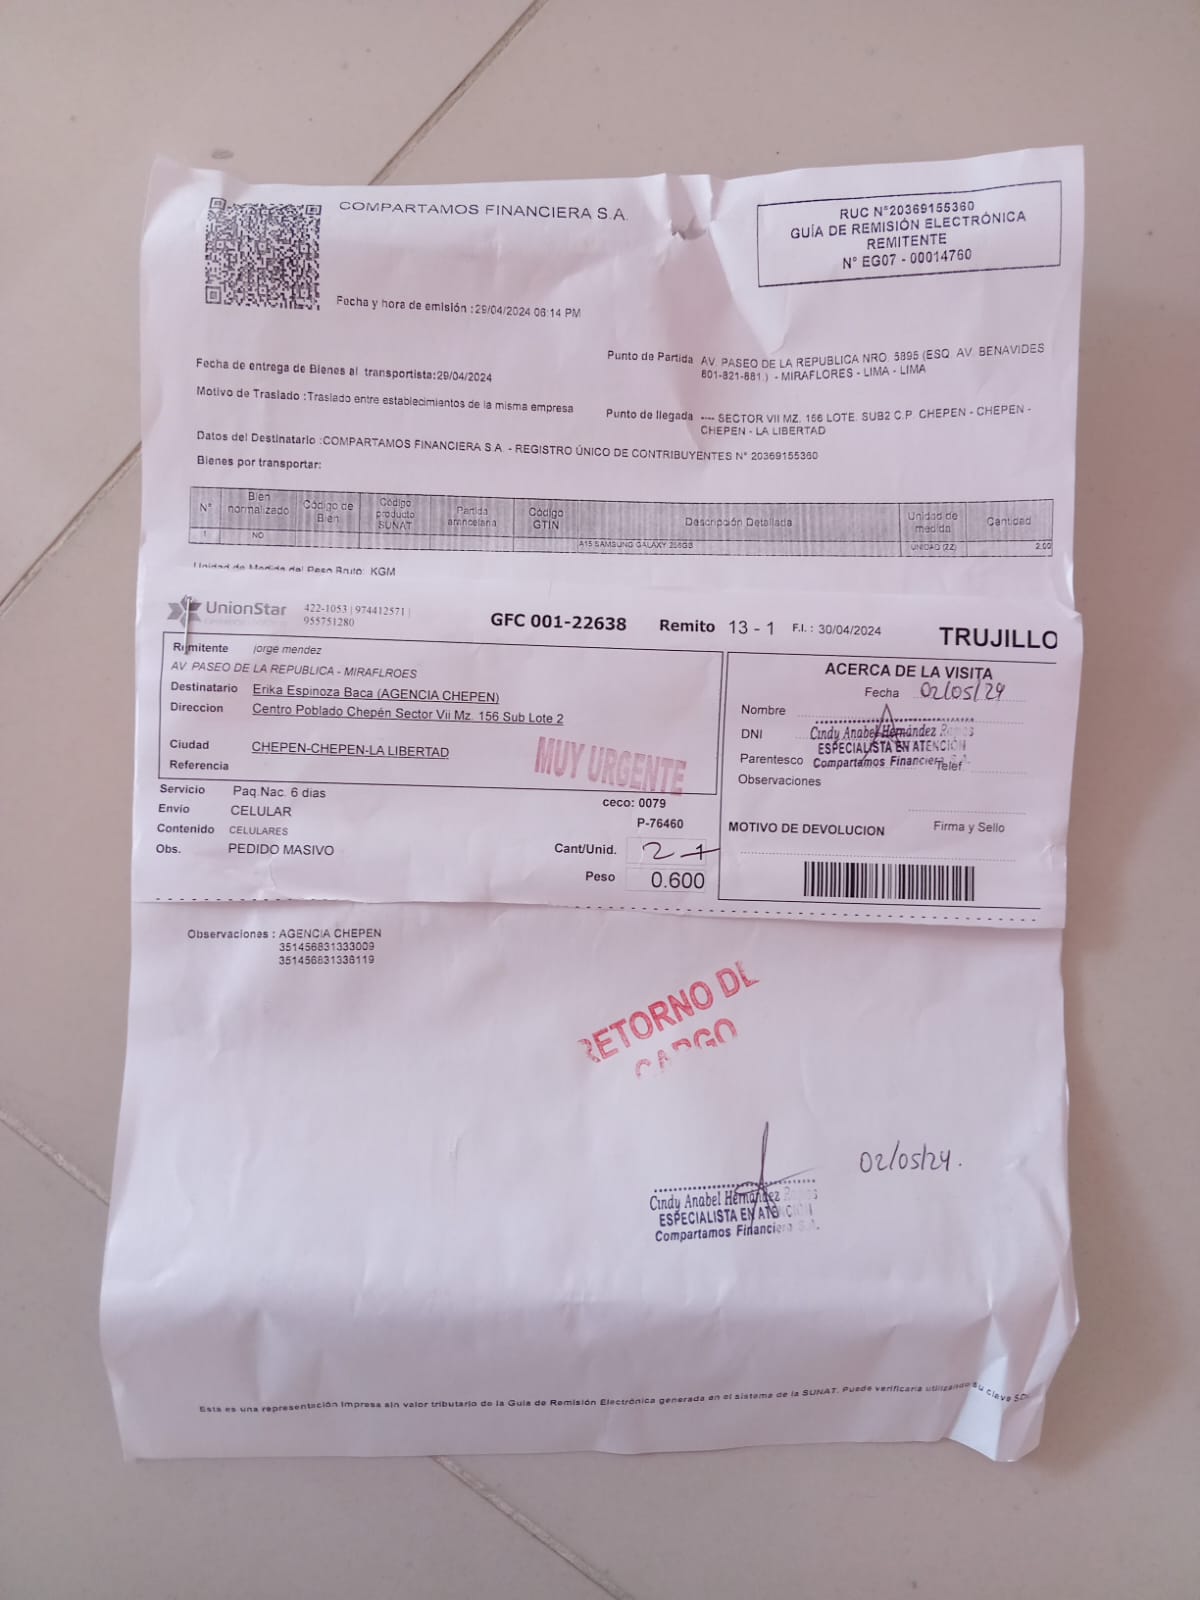 COMPARTAMOS FINANCIERA S.A.
RUC N°20369155360
GUÍA DE REMISIÓN ELECTRÓNICA
REMITENTE
N° EG07 - 00014760
Fecha y hora de emisión :29/04/2024 06:14 PM
Fecha de entrega de Bienes al transportista:29/04/2024
Motivo de Traslado :Traslado entre establecimientos de la misma empresa
Punto de Partida AV. PASEO DE LA REPUBLICA NRO. 5895 (ESQ. AV. BENAVIDES
601-821-881.) - MIRAFLORES - LIMA - LIMA
Punto de llegada ---- SECTOR VII MZ. 156 LOTE. SUB2 C.P. CHEPEN - CHEPEN -
CHEPEN - LA LIBERTAD
Datos del Destinatario :COMPARTAMOS FINANCIERA S.A. - REGISTRO ÚNICO DE CONTRIBUYENTES N° 20369155360
Bienes por transportar:
N° Bien normalizado Código de Bien Código producto SUNAT Partida arancelaria Código GTIN Descripción Detallada Unidad de medida Cantidad
1 NO A15 SAMSUNG GALAXY 256GB UNIDAD (ZZ) 2.00
Unidad de Medida del Peso Bruto: KGM
UnionStar 422-1053 | 974412571 |
955751280
GFC 001-22638 Remito 13 - 1 F.I.: 30/04/2024 TRUJILLO
Remitente jorge mendez
AV. PASEO DE LA REPUBLICA - MIRAFLROES
Destinatario Erika Espinoza Baca (AGENCIA CHEPEN)
Direccion Centro Poblado Chepén Sector Vii Mz. 156 Sub Lote 2
Ciudad CHEPEN-CHEPEN-LA LIBERTAD
Referencia
MUY URGENTE
Servicio Paq.Nac. 6 dias
Envio CELULAR
Contenido CELULARES
Obs. PEDIDO MASIVO
ceco: 0079
P-76460
Cant/Unid. 2 - 1
Peso 0.600
ACERCA DE LA VISITA
Fecha 02/05/24
Nombre
DNI
Parentesco
Telef.
Observaciones
Cindy Anabel Hernández Ramos
ESPECIALISTA EN ATENCIÓN
Compartamos Financiera S.A.
MOTIVO DE DEVOLUCION Firma y Sello
Observaciones : AGENCIA CHEPEN
351456831333009
351456831336119
RETORNO DE
CARGO
02/05/24.
Cindy Anabel Hernández Ramos
ESPECIALISTA EN ATENCIÓN
Compartamos Financiera S.A.
Esta es una representación impresa sin valor tributario de la Guía de Remisión Electrónica generada en el sistema de la SUNAT. Puede verificarla utilizando su clave SOL